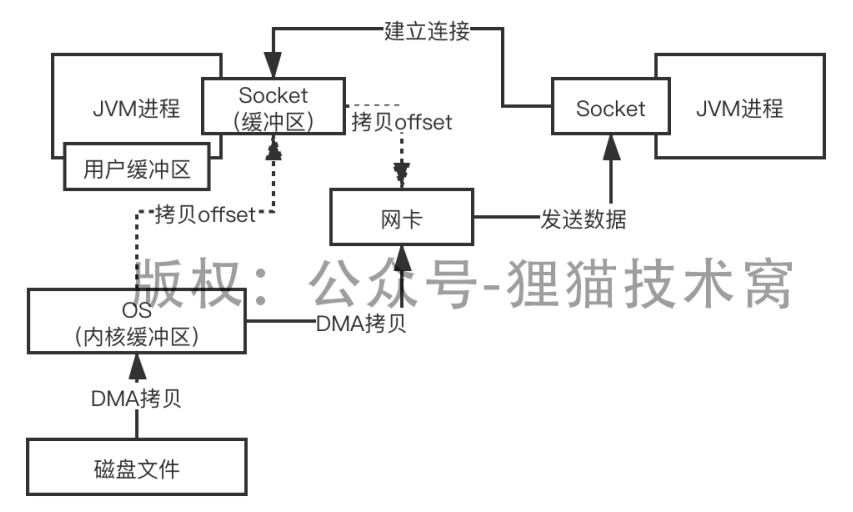 建立连接
JVM进程
Socket
（缓冲区）
Socket
JVM进程
拷贝offset
用户缓冲区
拷贝offset
网卡
发送数据
版权：公众号-狸猫技术窝
OS
（内核缓冲区）
DMA拷贝
DMA拷贝
磁盘文件